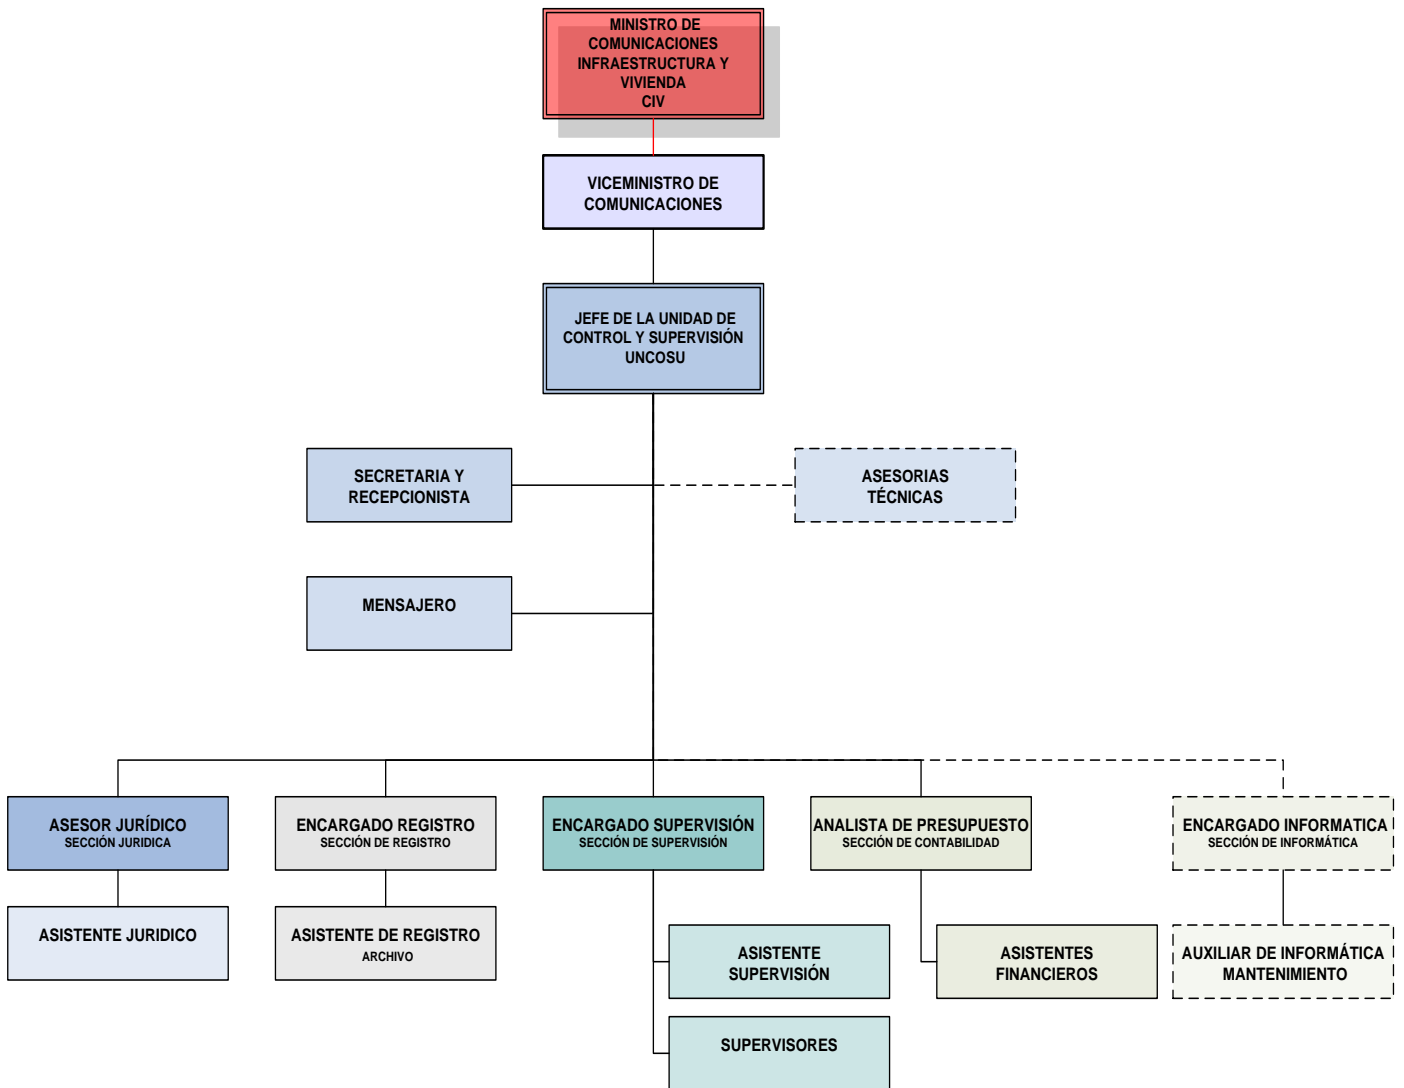 MINISTRO DE
COMUNICACIONES
INFRAESTRUCTURA Y
VIVIENDA
CIV
VICEMINISTRO DE
COMUNICACIONES
JEFE DE LA UNIDAD DE
CONTROL Y SUPERVISIÓN
UNCOSU
SECRETARIA Y
RECEPCIONISTA
ASESORIAS
TÉCNICAS
MENSAJERO
ASESOR JURÍDICO
SECCIÓN JURIDICA
ENCARGADO REGISTRO
SECCIÓN DE REGISTRO
ENCARGADO SUPERVISIÓN
SECCIÓN DE SUPERVISIÓN
ANALISTA DE PRESUPUESTO
SECCIÓN DE CONTABILIDAD
ENCARGADO INFORMATICA
SECCIÓN DE INFORMÁTICA
ASISTENTE JURIDICO
ASISTENTE DE REGISTRO
ARCHIVO
ASISTENTE
SUPERVISIÓN
ASISTENTES
FINANCIEROS
AUXILIAR DE INFORMÁTICA
MANTENIMIENTO
SUPERVISORES